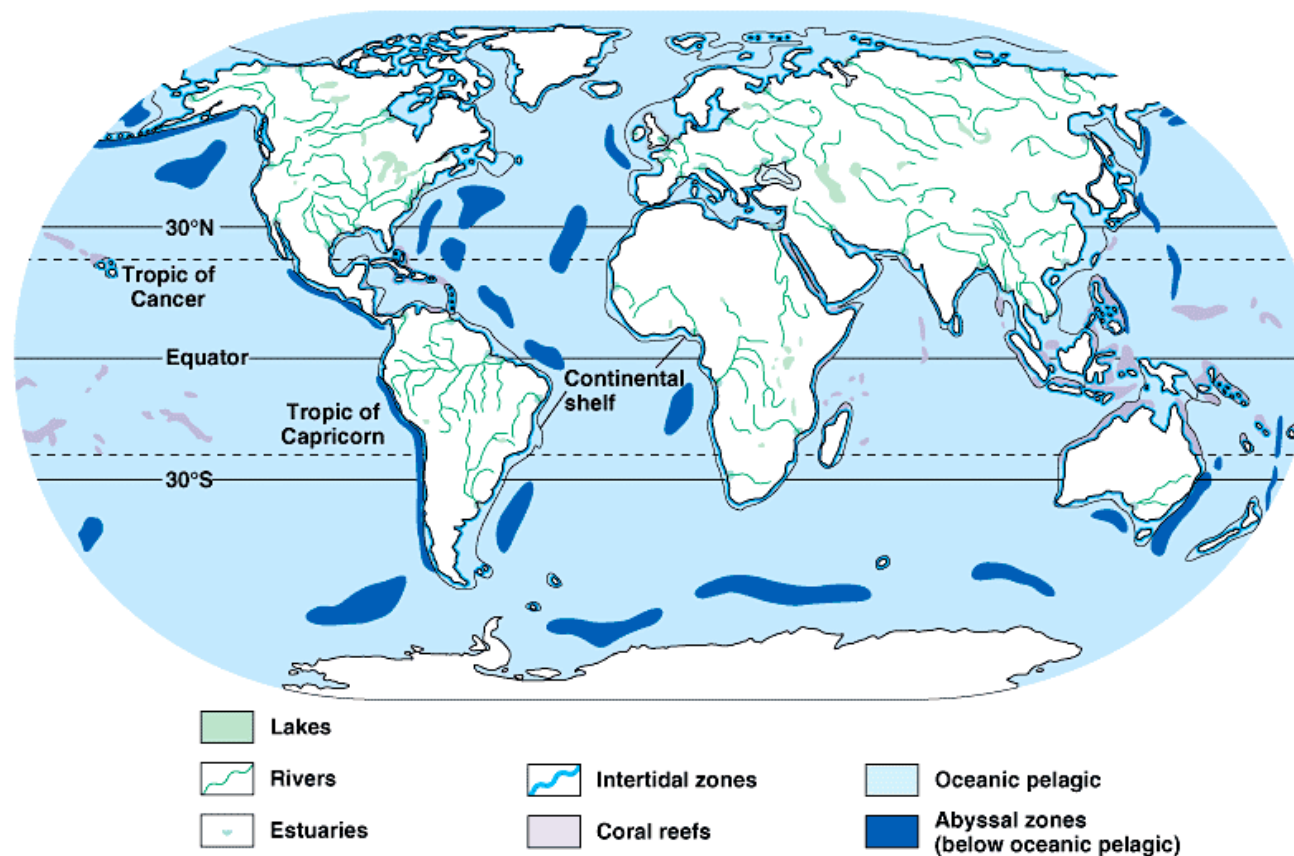 30°N
Tropic of
Cancer
Equator
Continental
shelf
Tropic of
Capricorn
30°S
Lakes
Rivers
Intertidal zones
Oceanic pelagic
Estuaries
Coral reefs
Abyssal zones
(below oceanic pelagic)